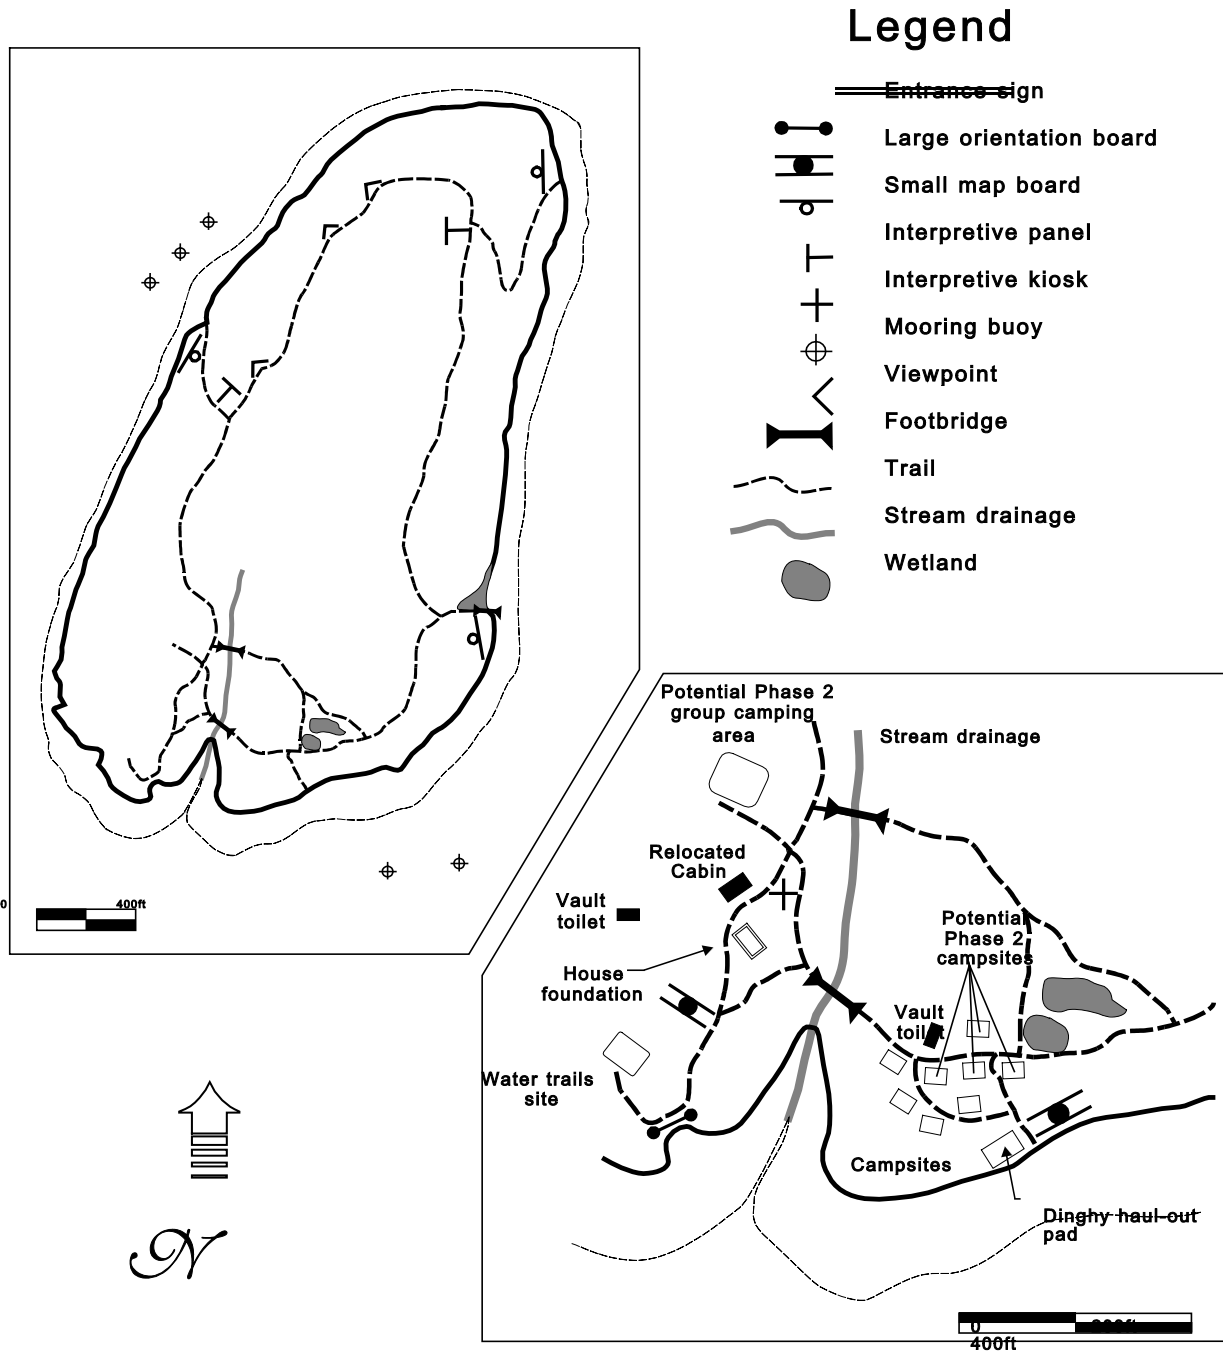 Legend
Entrance sign
Large orientation board
Small map board
Interpretive panel
Interpretive kiosk
Mooring buoy
Viewpoint
Footbridge
Trail
Stream drainage
Wetland
0
400ft
N
Potential Phase 2
group camping
area
Stream drainage
Relocated
Cabin
Vault
toilet
House
foundation
Water trails
site
Potential
Phase 2
campsites
Vault
toilet
Campsites
Dinghy haul-out
pad
0
400ft